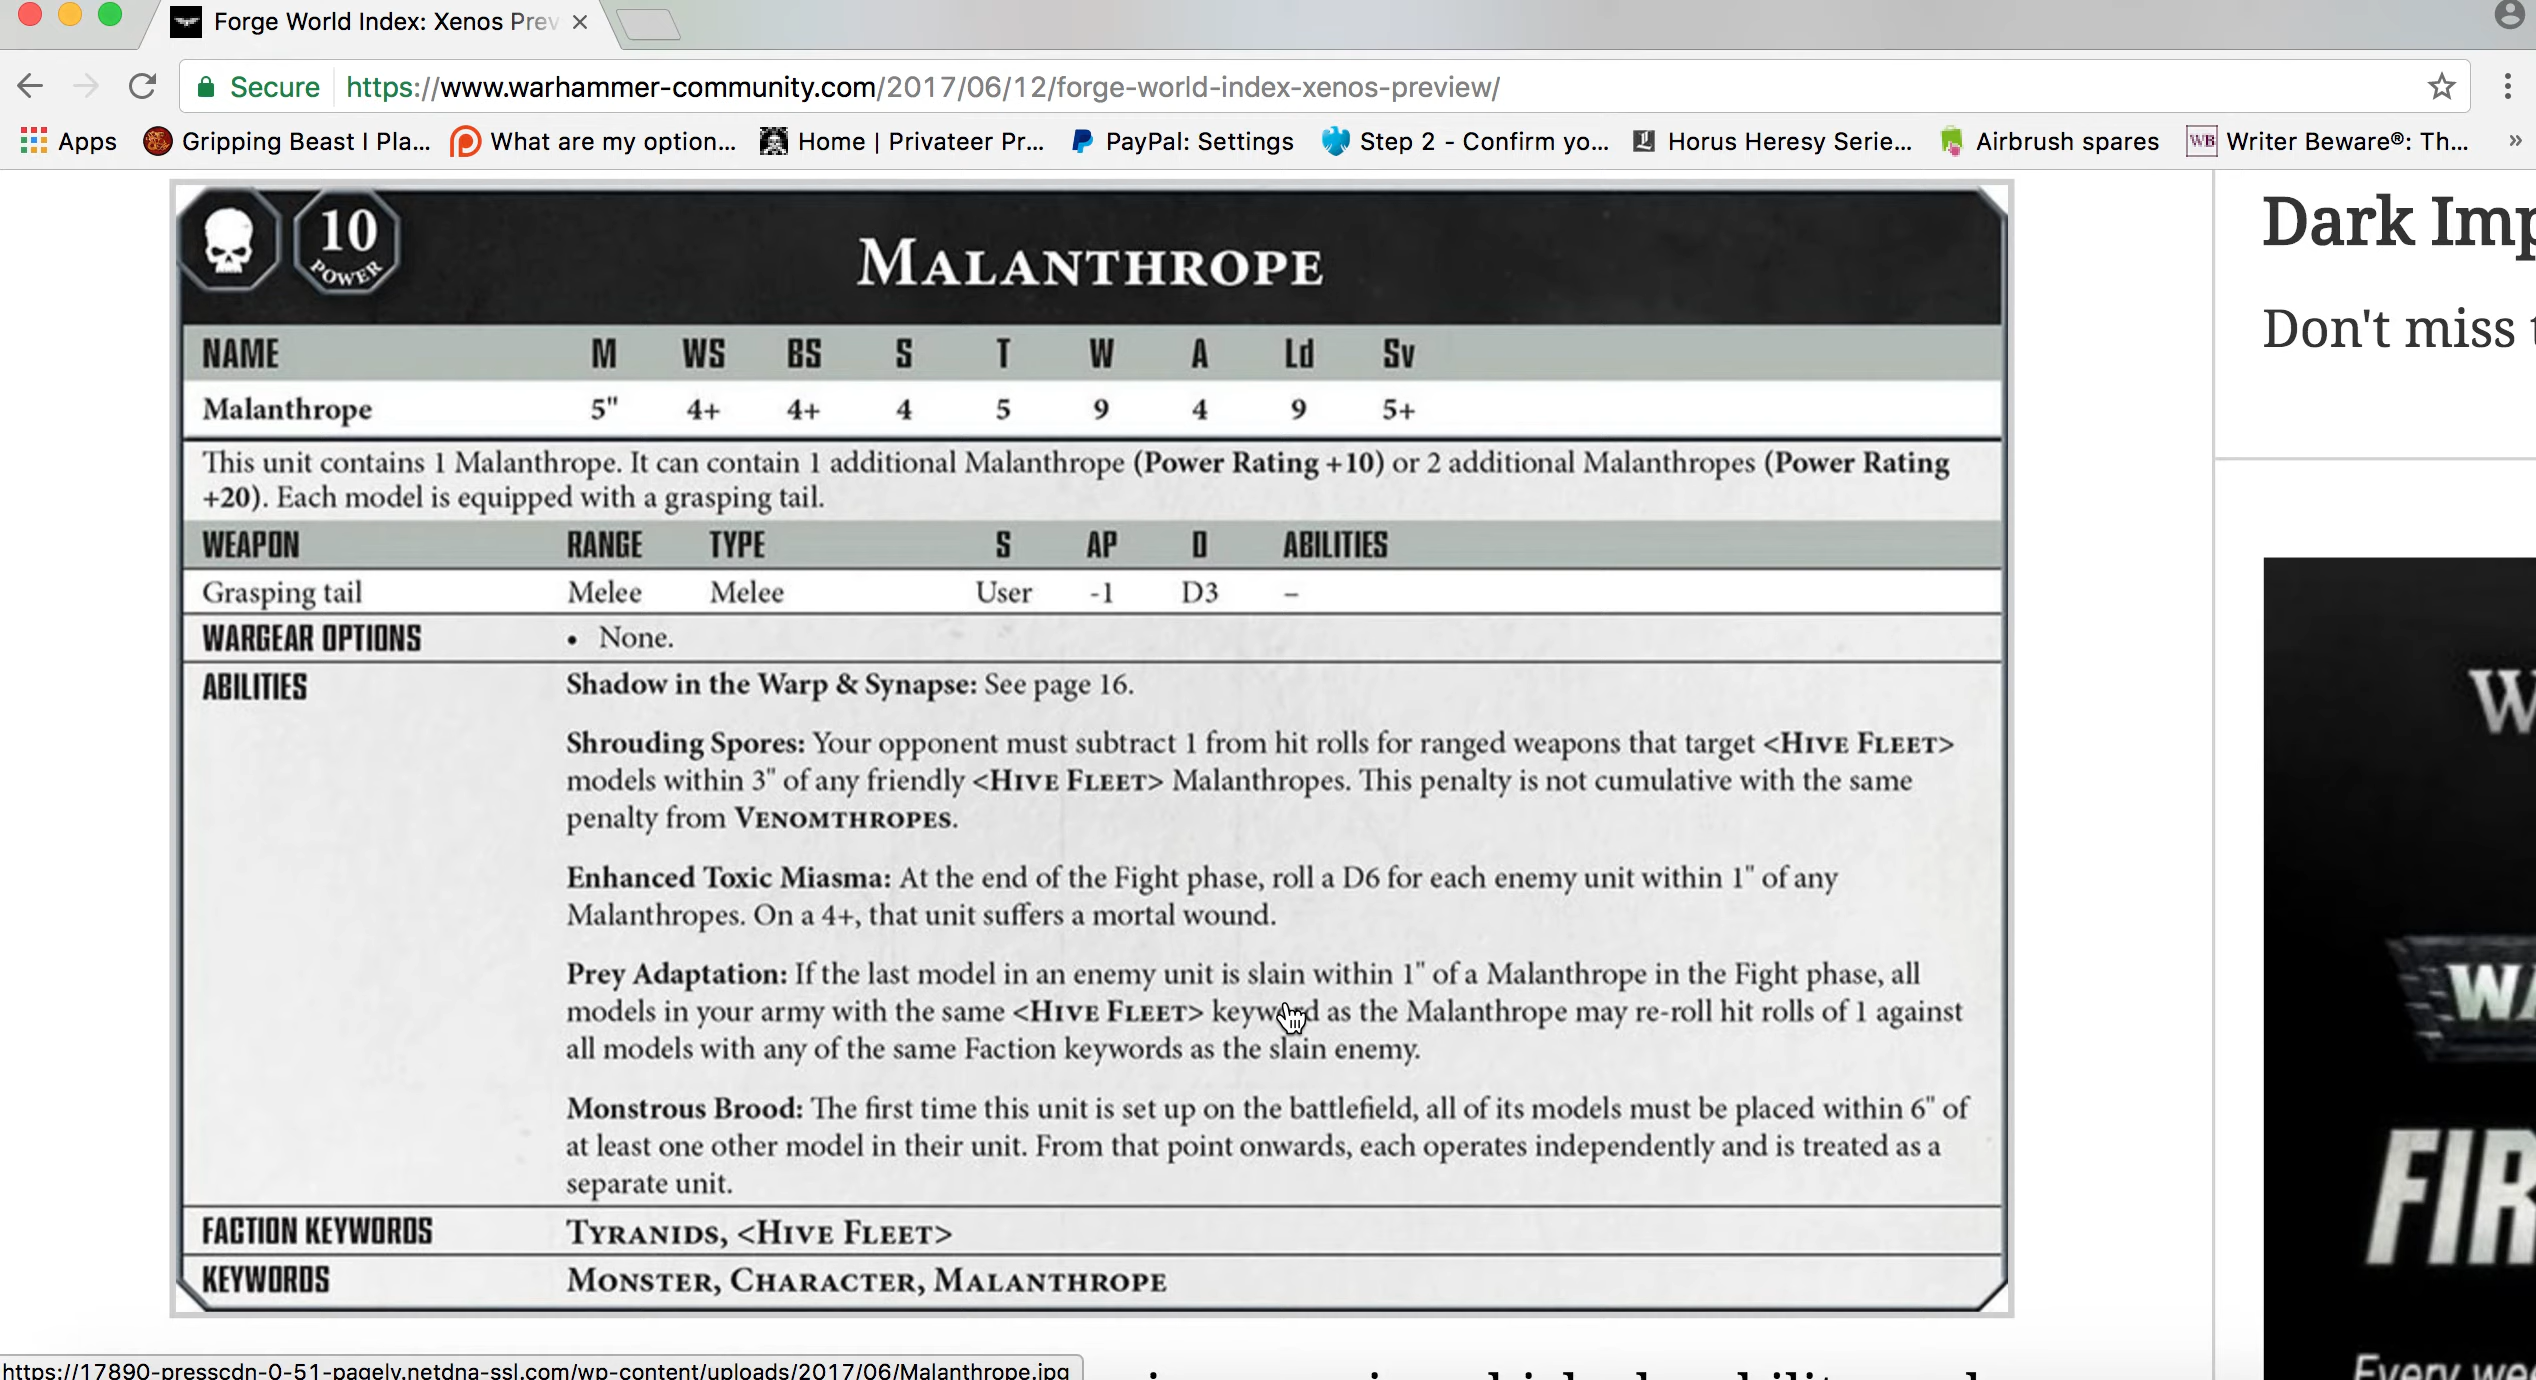 Forge World Index: Xenos Prev
Secure https://www.warhammer-community.com/2017/06/12/forge-world-index-xenos-preview/
Apps Gripping Beast I Pla... What are my option... Home | Privateer Pr... PayPal: Settings Step 2 - Confirm yo... Horus Heresy Serie... Airbrush spares WB Writer Beware®: Th... »
10
POWER
MALANTHROPE
NAME M WS BS S T W A Ld Sv
Malanthrope 5" 4+ 4+ 4 5 9 4 9 5+
This unit contains 1 Malanthrope. It can contain 1 additional Malanthrope (Power Rating +10) or 2 additional Malanthropes (Power Rating
+20). Each model is equipped with a grasping tail.
WEAPON RANGE TYPE S AP D ABILITIES
Grasping tail Melee Melee User -1 D3 –
WARGEAR OPTIONS • None.
ABILITIES Shadow in the Warp & Synapse: See page 16.
Shrouding Spores: Your opponent must subtract 1 from hit rolls for ranged weapons that target <HIVE FLEET>
models within 3" of any friendly <HIVE FLEET> Malanthropes. This penalty is not cumulative with the same
penalty from VENOMTHROPES.
Enhanced Toxic Miasma: At the end of the Fight phase, roll a D6 for each enemy unit within 1" of any
Malanthropes. On a 4+, that unit suffers a mortal wound.
Prey Adaptation: If the last model in an enemy unit is slain within 1" of a Malanthrope in the Fight phase, all
models in your army with the same <HIVE FLEET> keyword as the Malanthrope may re-roll hit rolls of 1 against
all models with any of the same Faction keywords as the slain enemy.
Monstrous Brood: The first time this unit is set up on the battlefield, all of its models must be placed within 6" of
at least one other model in their unit. From that point onwards, each operates independently and is treated as a
separate unit.
FACTION KEYWORDS TYRANIDS, <HIVE FLEET>
KEYWORDS MONSTER, CHARACTER, MALANTHROPE
https://17890-presscdn-0-51-pagely.netdna-ssl.com/wp-content/uploads/2017/06/Malanthrope.jpg
Dark Imp
Don't miss t
W
WA
FIR
Every wee